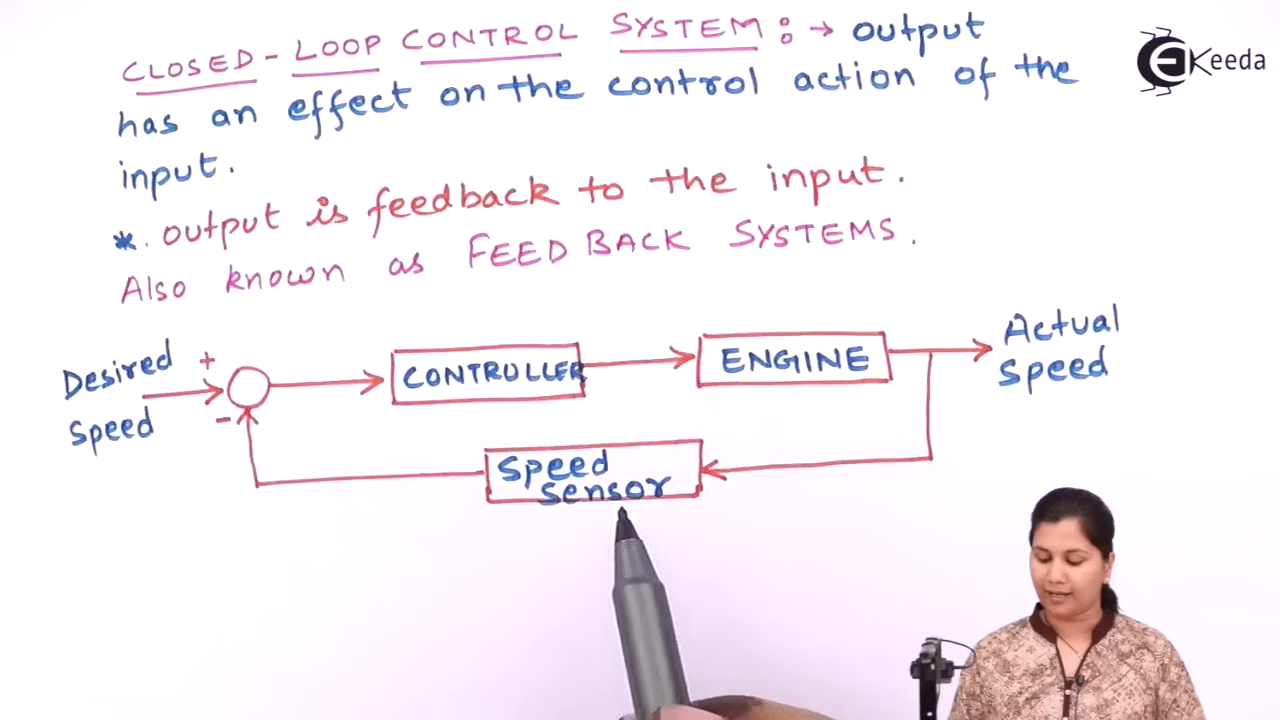 CLOSED-LOOP CONTROL SYSTEM: → output
has an effect on the control action of the
input.
*. output is feedback to the input.
Also known as FEEDBACK SYSTEMS.
Desired
Speed
+
-
CONTROLLER
ENGINE
Actual
Speed
Speed
Sensor
EKeeda